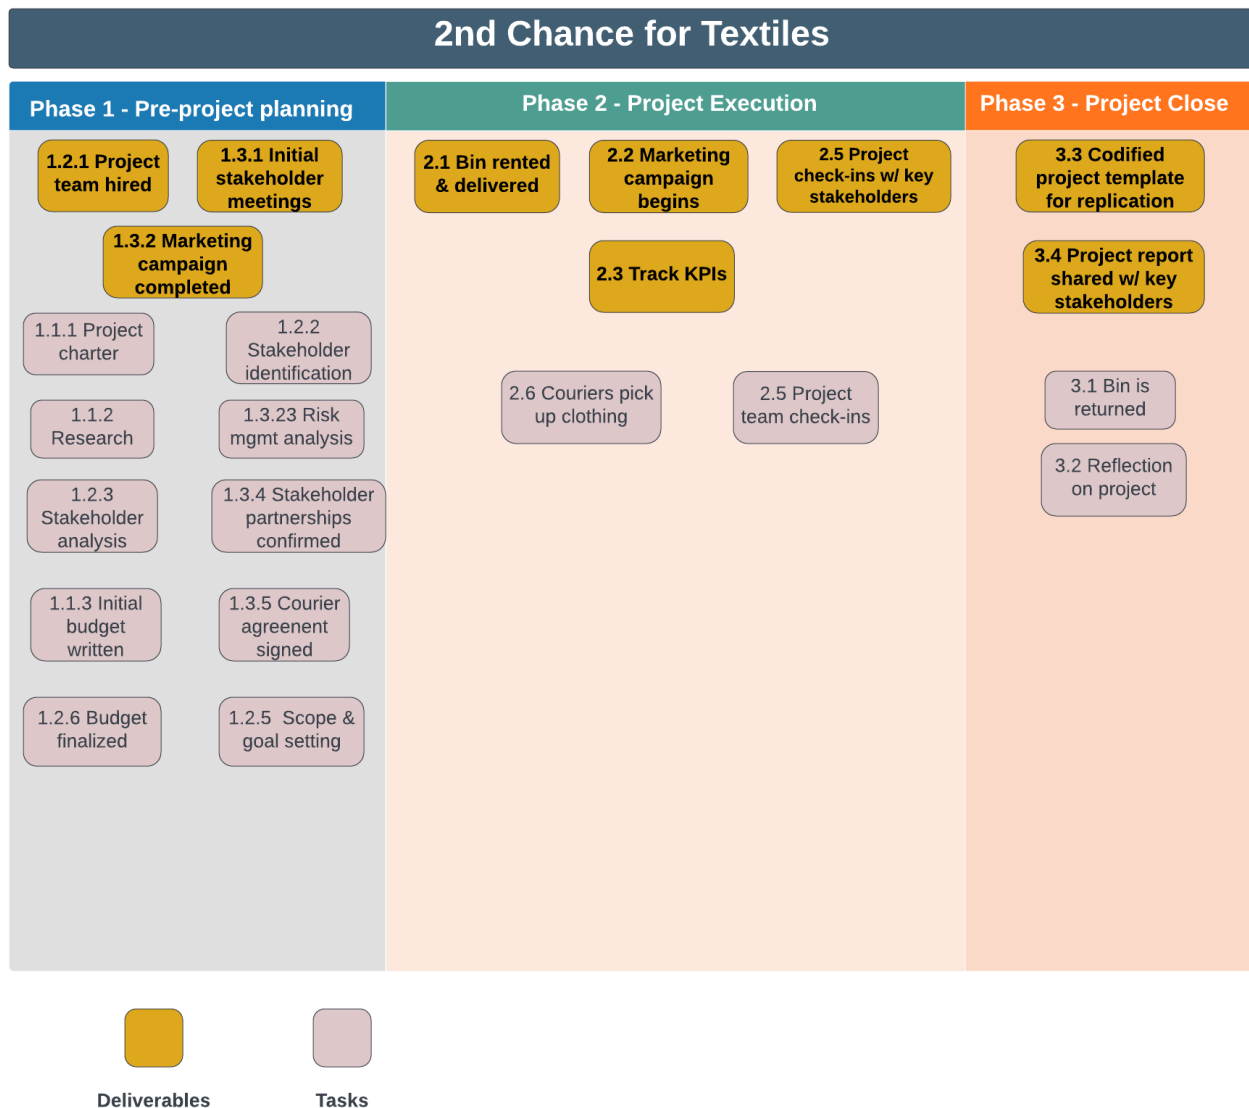 2nd Chance for Textiles
Phase 1 - Pre-project planning
1.2.1 Project
team hired
1.3.1 Initial
stakeholder
meetings
1.3.2 Marketing
campaign
completed
1.1.1 Project
charter
1.2.2
Stakeholder
identification
1.1.2
Research
1.3.23 Risk
mgmt analysis
1.2.3
Stakeholder
analysis
1.3.4 Stakeholder
partnerships
confirmed
1.1.3 Initial
budget
written
1.3.5 Courier
agreenent
signed
1.2.6 Budget
finalized
1.2.5  Scope &
goal setting
Phase 2 - Project Execution
2.1 Bin rented
& delivered
2.2 Marketing
campaign
begins
2.5 Project
check-ins w/ key
stakeholders
2.3 Track KPIs
2.6 Couriers pick
up clothing
2.5 Project
team check-ins
Phase 3 - Project Close
3.3 Codified
project template
for replication
3.4 Project report
shared w/ key
stakeholders
3.1 Bin is
returned
3.2 Reflection
on project
Deliverables
Tasks